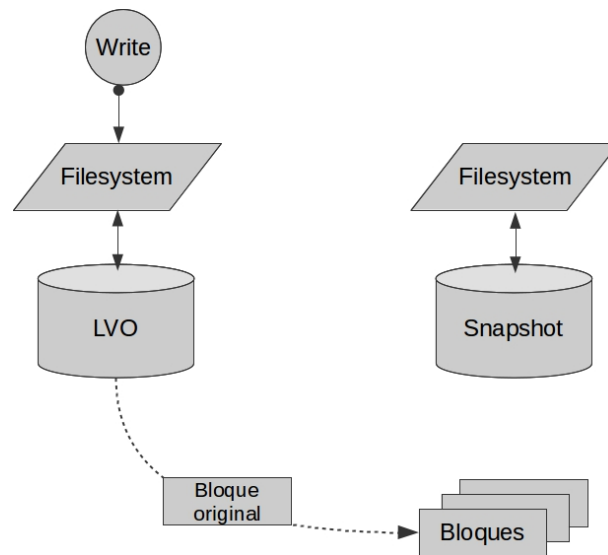 Write
Filesystem
Filesystem
LVO
Snapshot
Bloque
original
Bloques